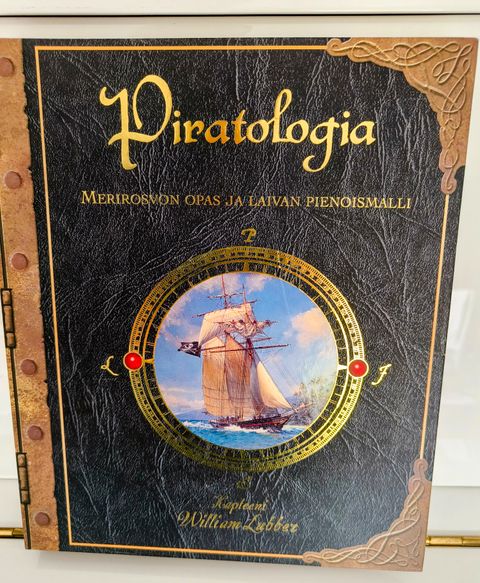 Piratologia
MERIROSVON OPAS JA LAIVAN PIENOISMALLI
P
L I
E
Kapteeni
William Lubber